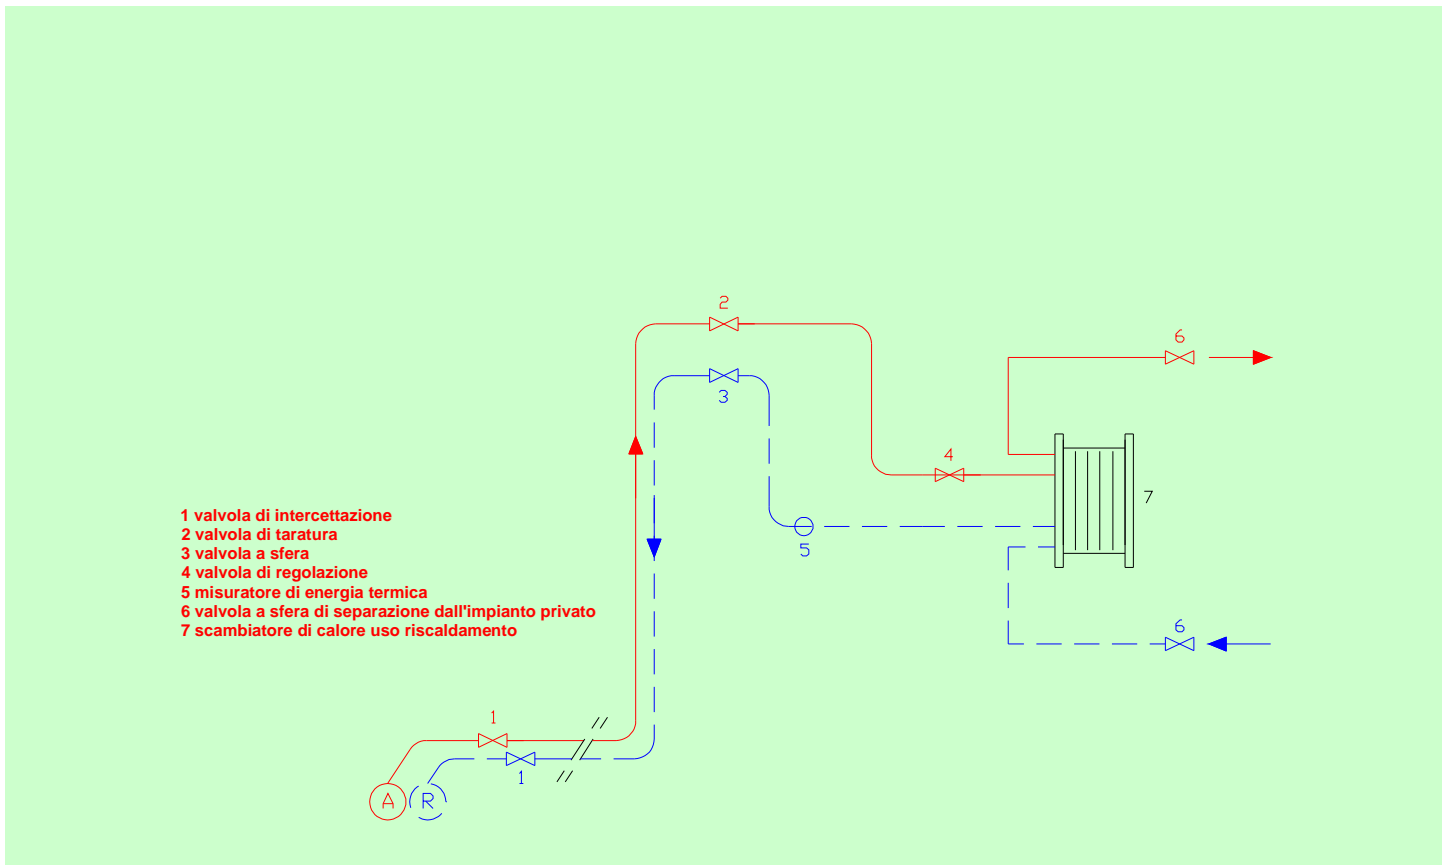 2
6
3
4
7
5
1 valvola di intercettazione
2 valvola di taratura
3 valvola a sfera
4 valvola di regolazione
5 misuratore di energia termica
6 valvola a sfera di separazione dall'impianto privato
7 scambiatore di calore uso riscaldamento
6
1
1
A R